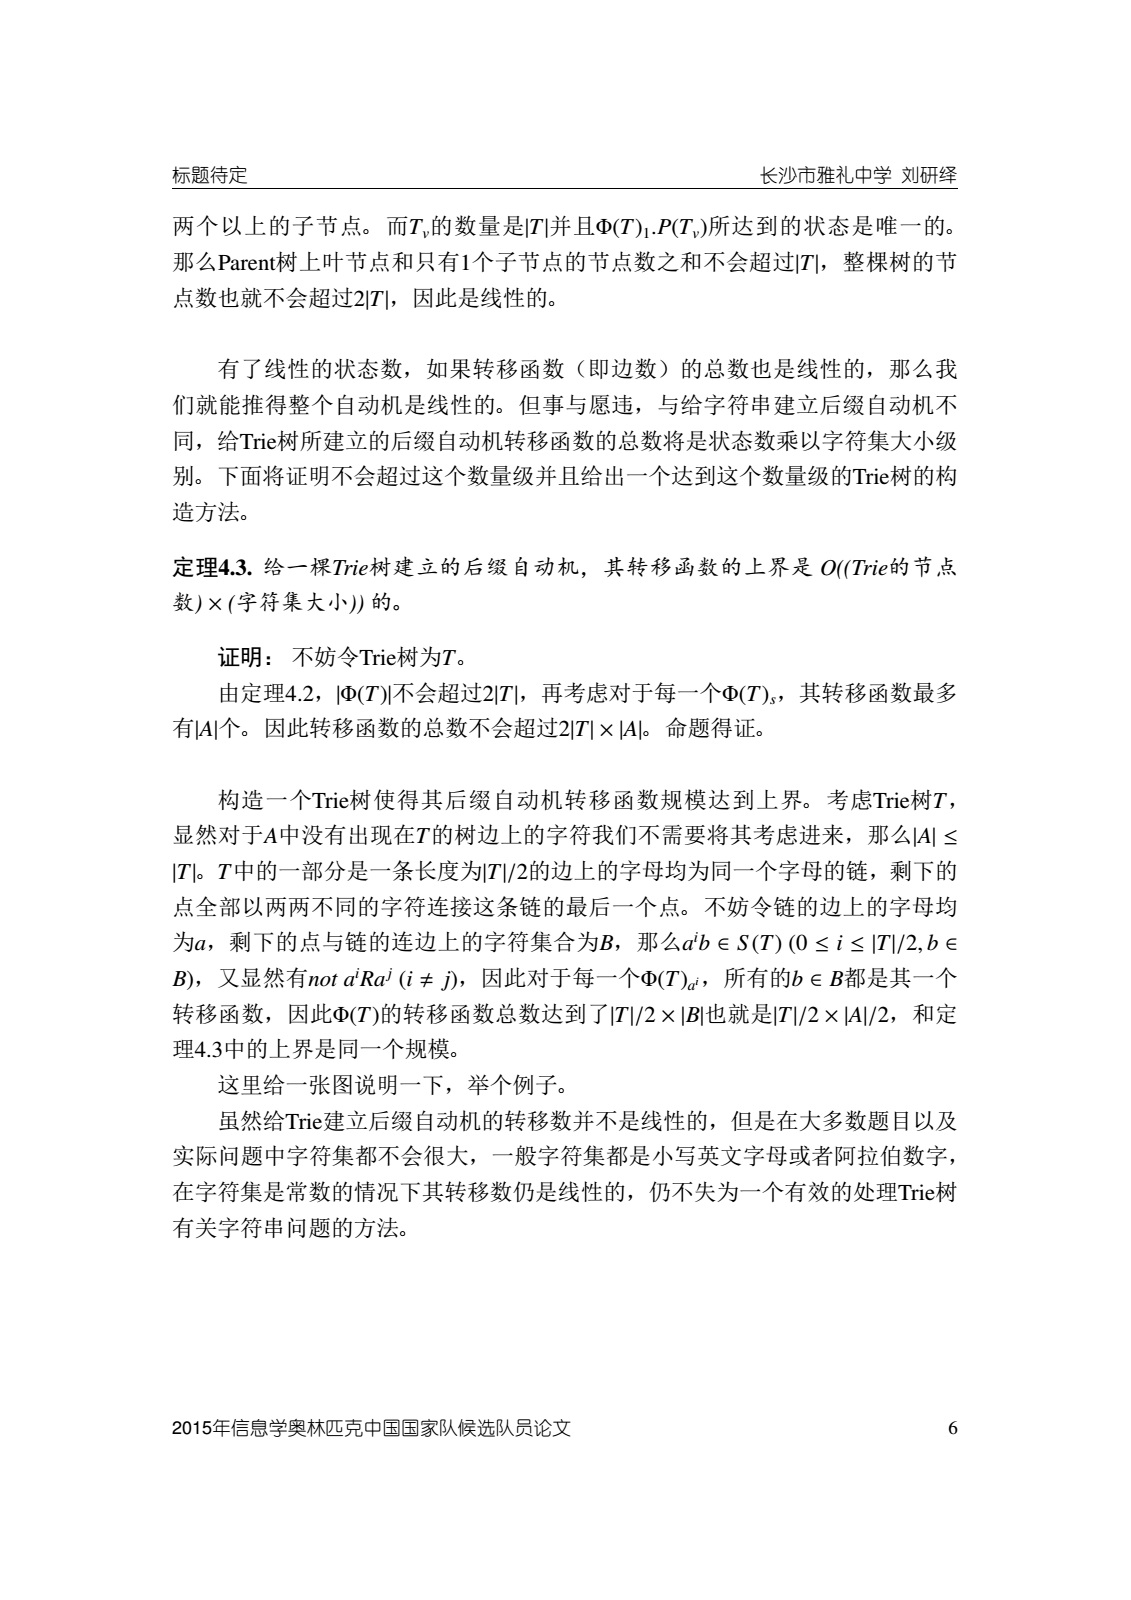 标题待定 长沙市雅礼中学 刘研绎
两个以上的子节点。而Tv的数量是|T|并且Φ(T)1.P(Tv)所达到的状态是唯一的。
那么Parent树上叶节点和只有1个子节点的节点数之和不会超过|T|，整棵树的节
点数也就不会超过2|T|，因此是线性的。
有了线性的状态数，如果转移函数（即边数）的总数也是线性的，那么我
们就能推得整个自动机是线性的。但事与愿违，与给字符串建立后缀自动机不
同，给Trie树所建立的后缀自动机转移函数的总数将是状态数乘以字符集大小级
别。下面将证明不会超过这个数量级并且给出一个达到这个数量级的Trie树的构
造方法。
定理4.3. 给一棵Trie树建立的后缀自动机，其转移函数的上界是 O((Trie的节点
数) × (字符集大小)) 的。
证明： 不妨令Trie树为T。
由定理4.2，|Φ(T)|不会超过2|T|，再考虑对于每一个Φ(T)s，其转移函数最多
有|A|个。因此转移函数的总数不会超过2|T| × |A|。命题得证。
构造一个Trie树使得其后缀自动机转移函数规模达到上界。考虑Trie树T，
显然对于A中没有出现在T的树边上的字符我们不需要将其考虑进来，那么|A| ≤
|T|。T中的一部分是一条长度为|T|/2的边上的字母均为同一个字母的链，剩下的
点全部以两两不同的字符连接这条链的最后一个点。不妨令链的边上的字母均
为a，剩下的点与链的连边上的字符集合为B，那么aⁱb ∈ S(T) (0 ≤ i ≤ |T|/2, b ∈
B)，又显然有not aⁱRaʲ (i ≠ j)，因此对于每一个Φ(T)aⁱ，所有的b ∈ B都是其一个
转移函数，因此Φ(T)的转移函数总数达到了|T|/2 × |B|也就是|T|/2 × |A|/2，和定
理4.3中的上界是同一个规模。
这里给一张图说明一下，举个例子。
虽然给Trie建立后缀自动机的转移数并不是线性的，但是在大多数题目以及
实际问题中字符集都不会很大，一般字符集都是小写英文字母或者阿拉伯数字，
在字符集是常数的情况下其转移数仍是线性的，仍不失为一个有效的处理Trie树
有关字符串问题的方法。
2015年信息学奥林匹克中国国家队候选队员论文 6